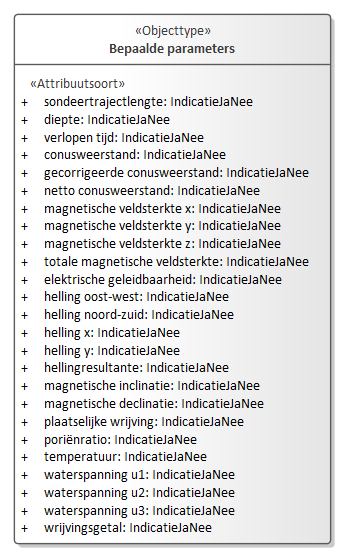 «Objecttype»
Bepaalde parameters
«Attribuutsoort»
+ sondeertrajectlengte: IndicatieJaNee
+ diepte: IndicatieJaNee
+ verlopen tijd: IndicatieJaNee
+ conusweerstand: IndicatieJaNee
+ gecorrigeerde conusweerstand: IndicatieJaNee
+ netto conusweerstand: IndicatieJaNee
+ magnetische veldsterkte x: IndicatieJaNee
+ magnetische veldsterkte y: IndicatieJaNee
+ magnetische veldsterkte z: IndicatieJaNee
+ totale magnetische veldsterkte: IndicatieJaNee
+ elektrische geleidbaarheid: IndicatieJaNee
+ helling oost-west: IndicatieJaNee
+ helling noord-zuid: IndicatieJaNee
+ helling x: IndicatieJaNee
+ helling y: IndicatieJaNee
+ hellingresultante: IndicatieJaNee
+ magnetische inclinatie: IndicatieJaNee
+ magnetische declinatie: IndicatieJaNee
+ plaatselijke wrijving: IndicatieJaNee
+ poriënratio: IndicatieJaNee
+ temperatuur: IndicatieJaNee
+ waterspanning u1: IndicatieJaNee
+ waterspanning u2: IndicatieJaNee
+ waterspanning u3: IndicatieJaNee
+ wrijvingsgetal: IndicatieJaNee